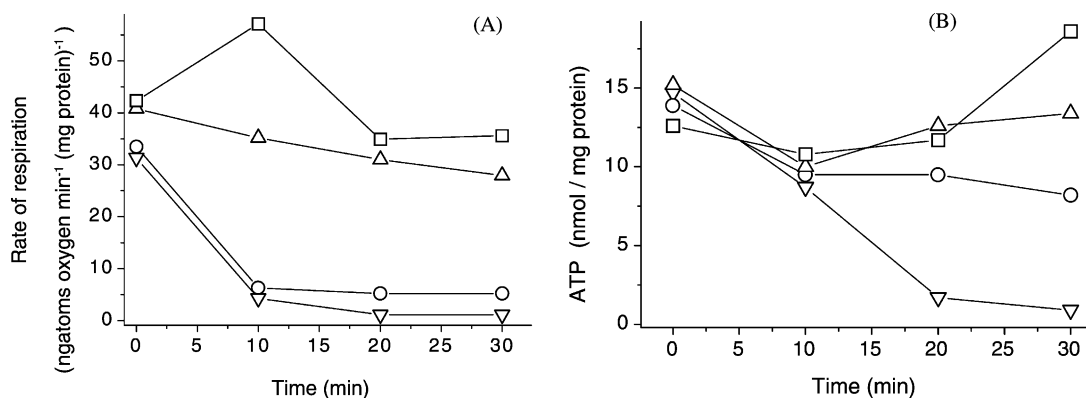 (A)
Rate of respiration
(ngatoms oxygen min⁻¹ (mg protein)⁻¹
50
40
30
20
10
0
0 5 10 15 20 25 30
Time (min)
(B)
ATP (nmol / mg protein)
15
10
5
0
0 5 10 15 20 25 30
Time (min)